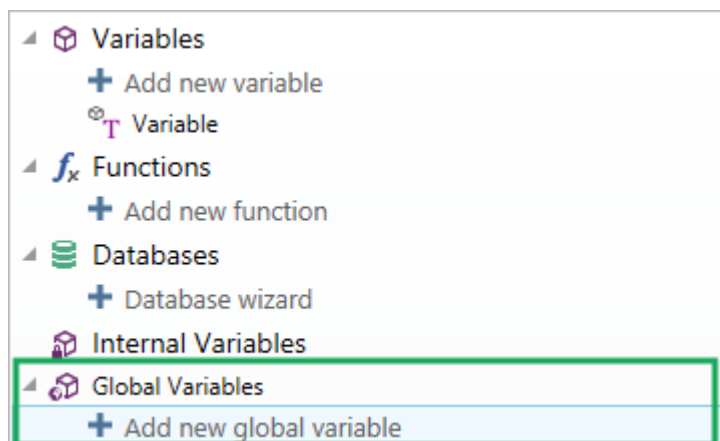 Variables
Add new variable
T Variable
fx Functions
Add new function
Databases
Database wizard
Internal Variables
Global Variables
Add new global variable